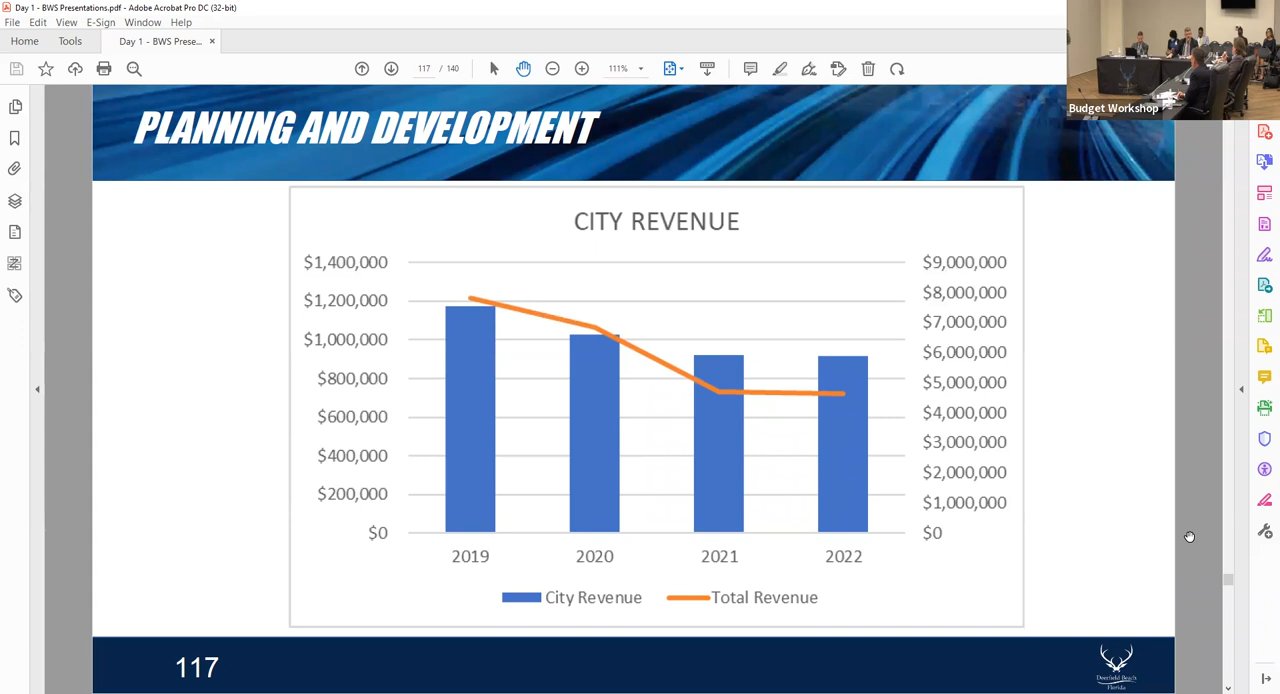 Day 1 - BWS Presentations.pdf - Adobe Acrobat Pro DC (32-bit)
File Edit View E-Sign Window Help
Home Tools Day 1 - BWS Prese... ×
117 / 140 111%
Budget Workshop
PLANNING AND DEVELOPMENT
CITY REVENUE
$1,400,000
$1,200,000
$1,000,000
$800,000
$600,000
$400,000
$200,000
$0
$9,000,000
$8,000,000
$7,000,000
$6,000,000
$5,000,000
$4,000,000
$3,000,000
$2,000,000
$1,000,000
$0
2019 2020 2021 2022
City Revenue Total Revenue
117
Deerfield Beach
Florida